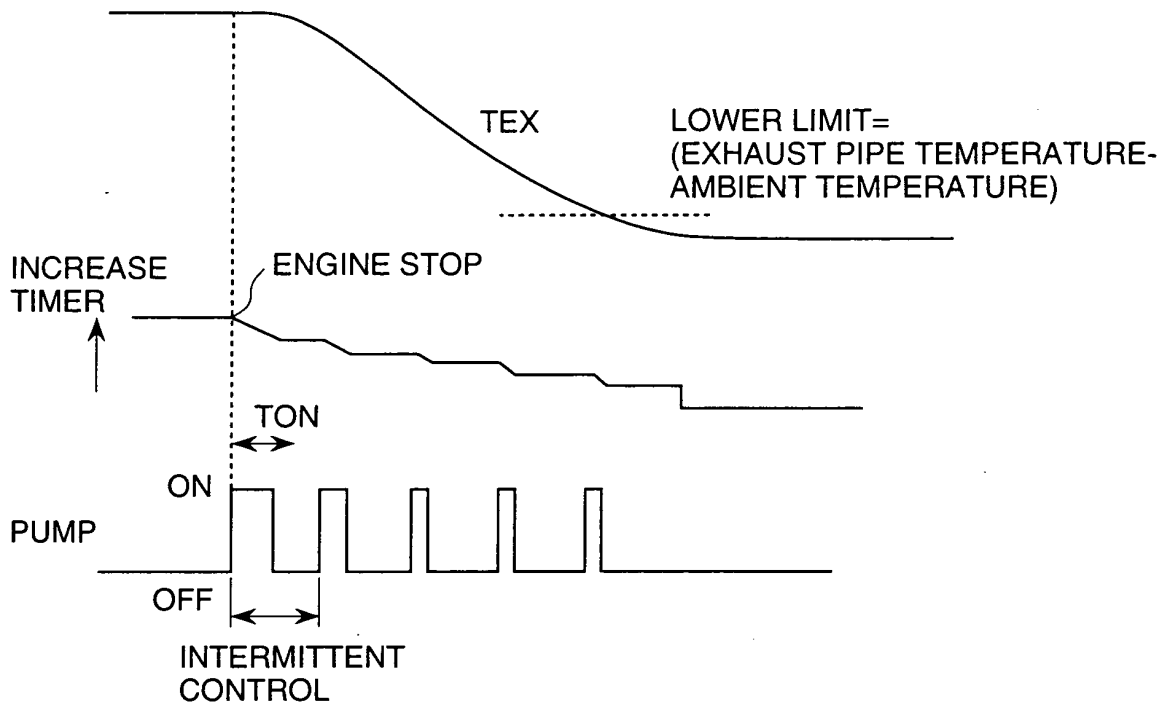 TEX
LOWER LIMIT=
(EXHAUST PIPE TEMPERATURE-
AMBIENT TEMPERATURE)
INCREASE
TIMER
ENGINE STOP
TON
ON
PUMP
OFF
INTERMITTENT
CONTROL